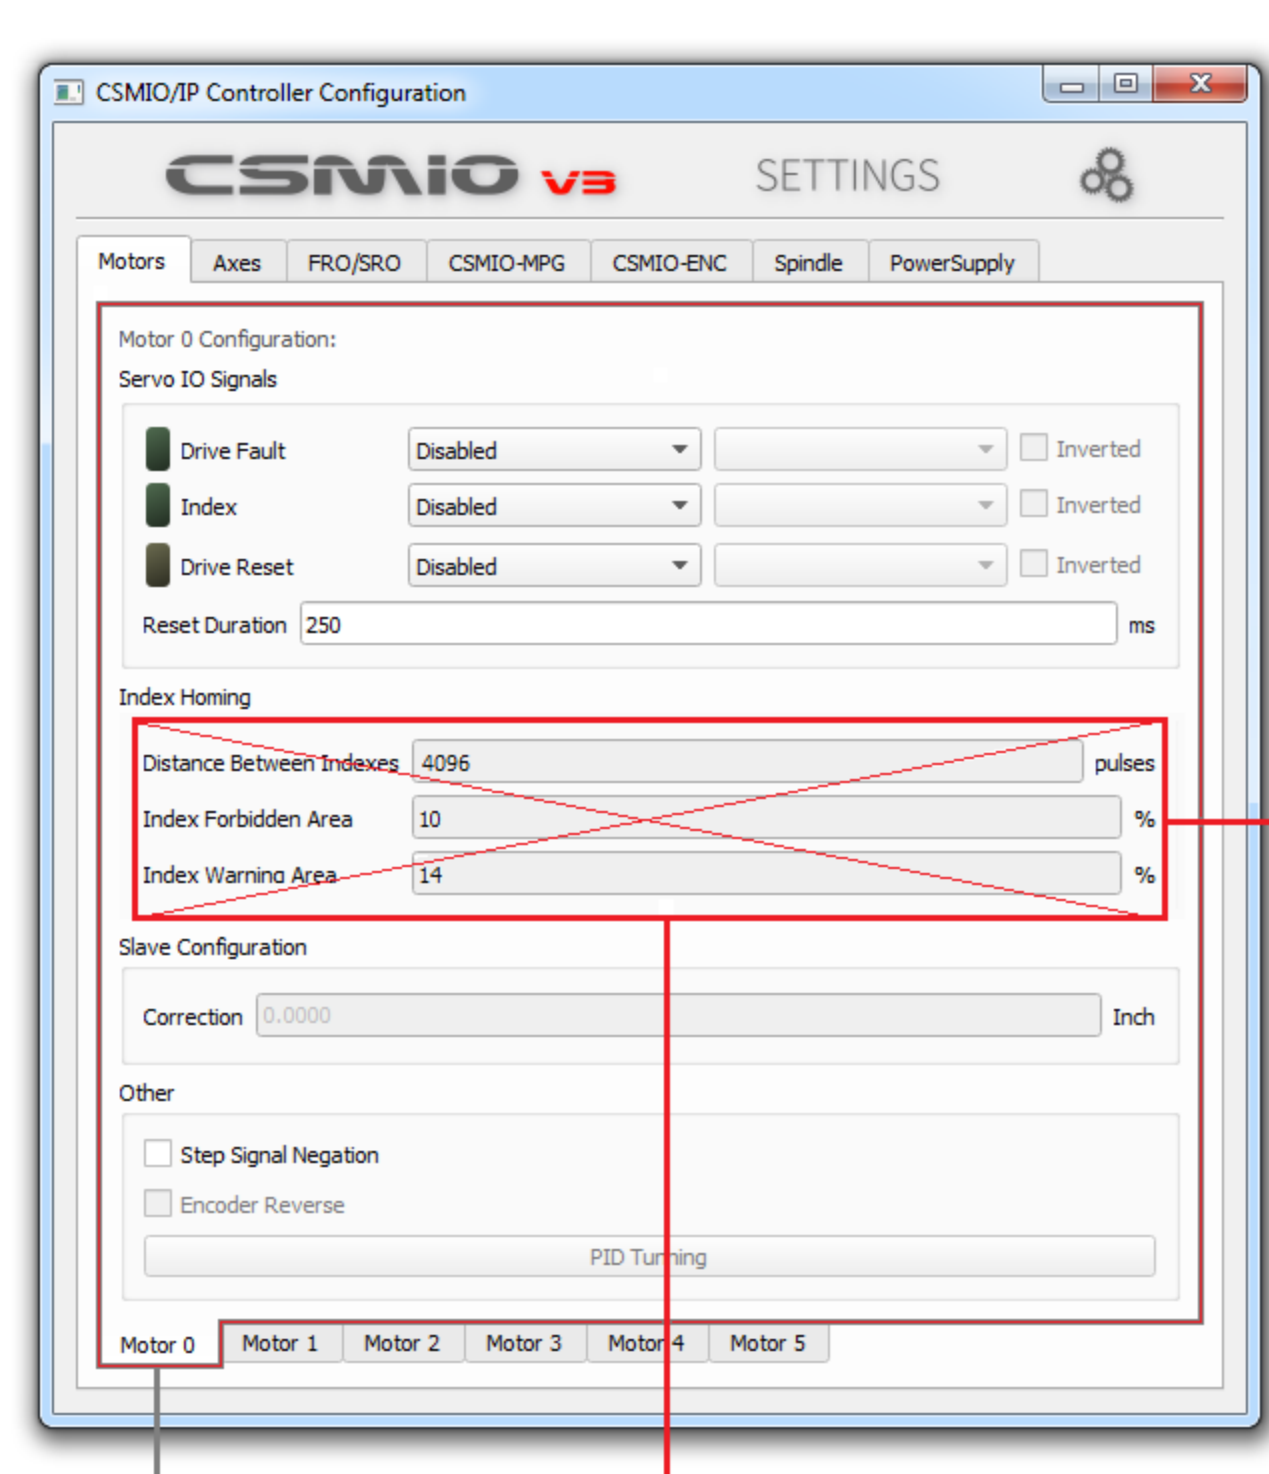 CSMIO/IP Controller Configuration
CSMIO V3 SETTINGS
Motors Axes FRO/SRO CSMIO-MPG CSMIO-ENC Spindle PowerSupply
Motor 0 Configuration:
Servo IO Signals
Drive Fault Disabled Inverted
Index Disabled Inverted
Drive Reset Disabled Inverted
Reset Duration 250 ms
Index Homing
Distance Between Indexes 4096 pulses
Index Forbidden Area 10 %
Index Warning Area 14 %
Slave Configuration
Correction 0.0000 Inch
Other
Step Signal Negation
Encoder Reverse
PID Tunning
Motor 0 Motor 1 Motor 2 Motor 3 Motor 4 Motor 5